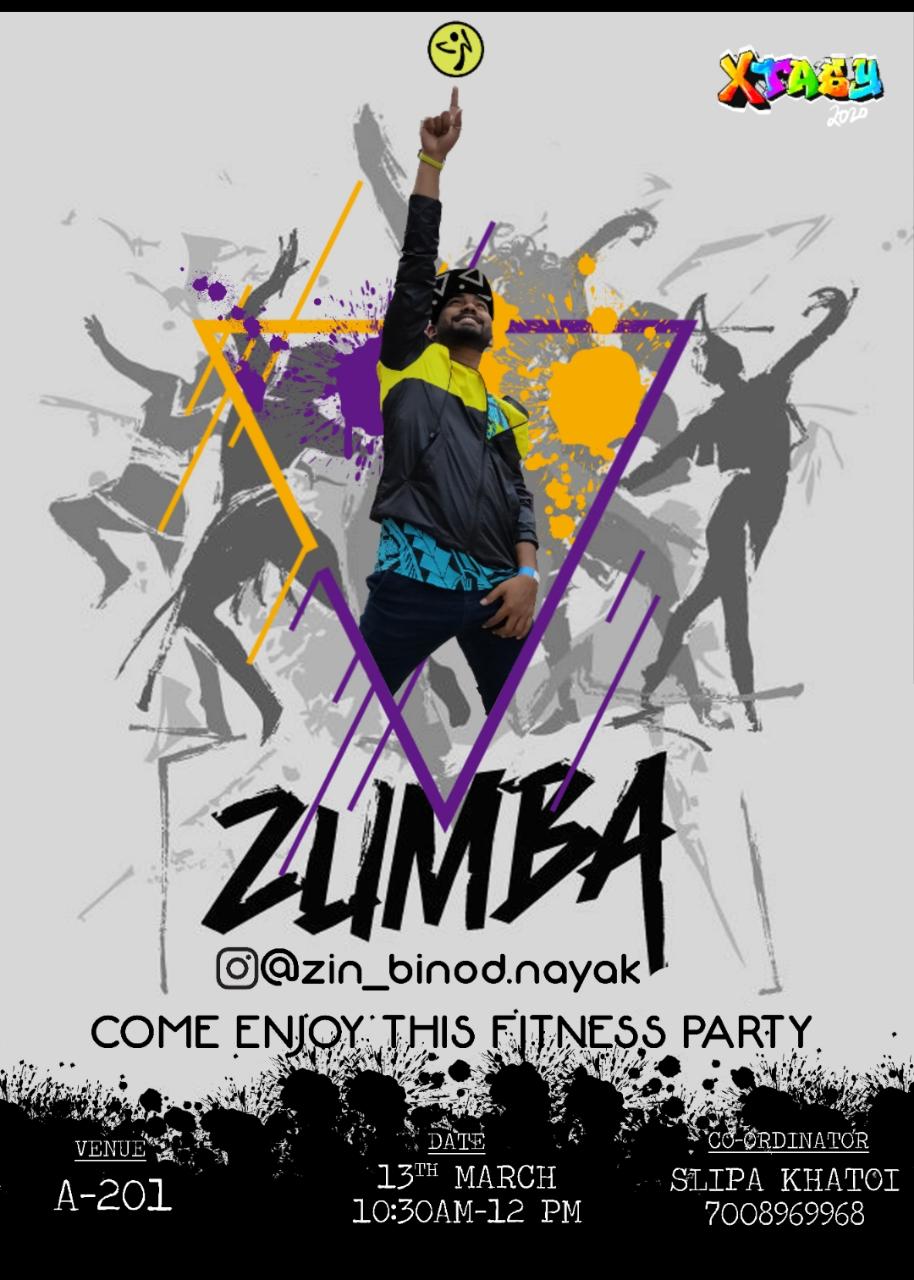 XTASY
2020
ZUMBA
@zin_binod.nayak
COME ENJOY THIS FITNESS PARTY
VENUE
A-201
DATE
13TH MARCH
10:30AM-12 PM
CO-ORDINATOR
SLIPA KHATOI
7008969968